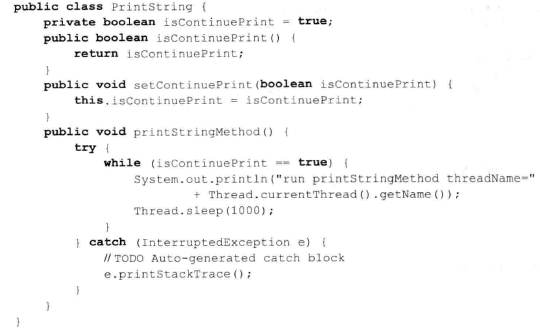 public class PrintString {
    private boolean isContinuePrint = true;
    public boolean isContinuePrint() {
        return isContinuePrint;
    }
    public void setContinuePrint(boolean isContinuePrint) {
        this.isContinuePrint = isContinuePrint;
    }
    public void printStringMethod() {
        try {
            while (isContinuePrint == true) {
                System.out.println("run printStringMethod threadName="
                        + Thread.currentThread().getName());
                Thread.sleep(1000);
            }
        } catch (InterruptedException e) {
            //TODO Auto-generated catch block
            e.printStackTrace();
        }
    }
}